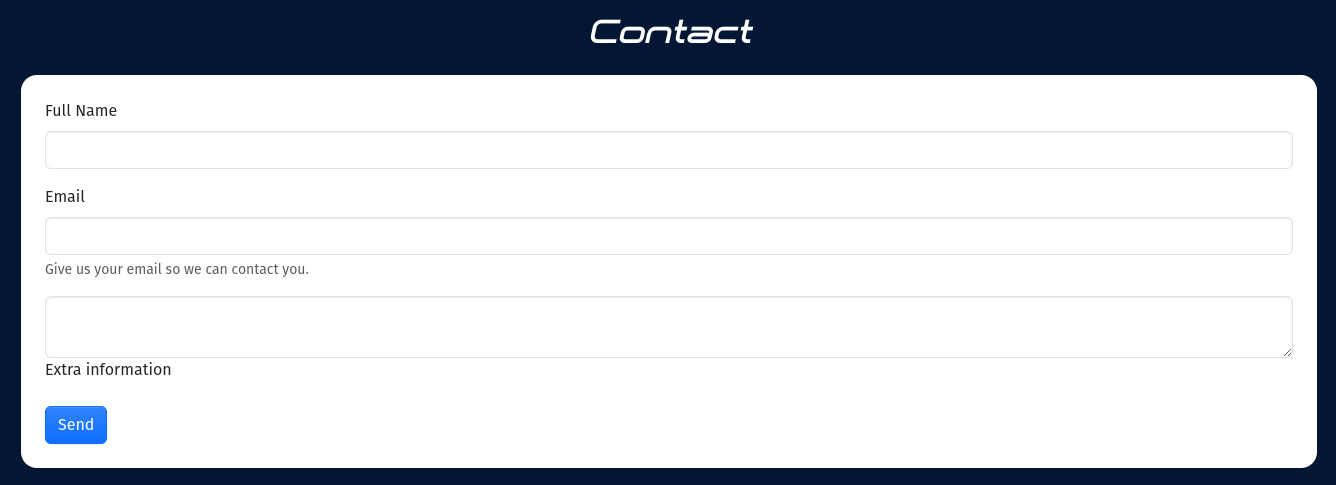 Contact
Full Name
Email
Give us your email so we can contact you.
Extra information
Send